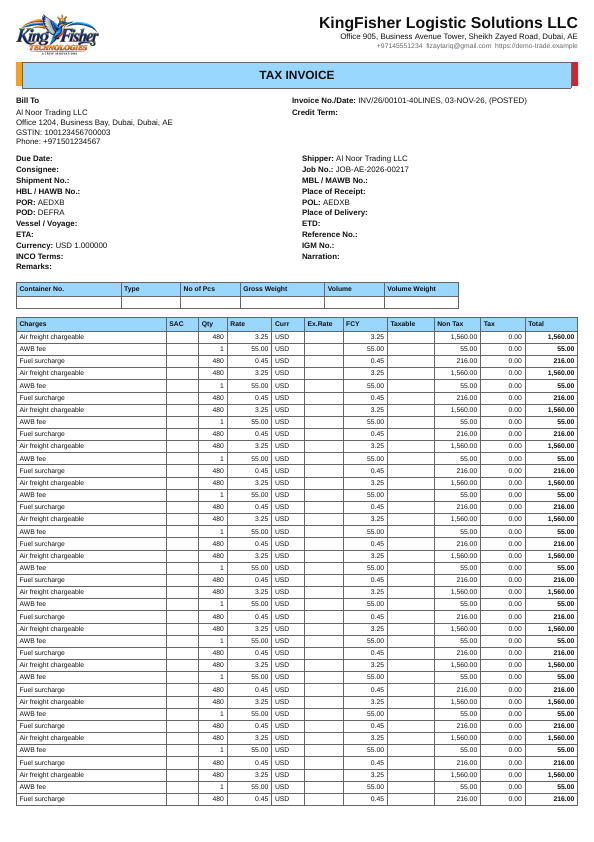 King Fisher
TECHNOLOGIES
KingFisher Logistic Solutions LLC
Office 905, Business Avenue Tower, Sheikh Zayed Road, Dubai, AE
+97145551234 fizaytariq@gmail.com https://demo-trade.example
TAX INVOICE
Bill To
Al Noor Trading LLC
Office 1204, Business Bay, Dubai, Dubai, AE
GSTIN: 100123456700003
Phone: +971501234567
Invoice No./Date: INV/26/00101-40LINES, 03-NOV-26, (POSTED)
Credit Term:
Due Date: Shipper: Al Noor Trading LLC
Consignee: Job No.: JOB-AE-2026-00217
Shipment No.: MBL / MAWB No.:
HBL / HAWB No.: Place of Receipt:
POR: AEDXB POL: AEDXB
POD: DEFRA Place of Delivery:
Vessel / Voyage: ETD:
ETA: Reference No.:
Currency: USD 1.000000 IGM No.:
INCO Terms: Narration:
Remarks:
Container No. Type No of Pcs Gross Weight Volume Volume Weight
Charges SAC Qty Rate Curr Ex.Rate FCY Taxable Non Tax Tax Total
Air freight chargeable 480 3.25 USD 3.25 1,560.00 0.00 1,560.00
AWB fee 1 55.00 USD 55.00 55.00 0.00 55.00
Fuel surcharge 480 0.45 USD 0.45 216.00 0.00 216.00
Air freight chargeable 480 3.25 USD 3.25 1,560.00 0.00 1,560.00
AWB fee 1 55.00 USD 55.00 55.00 0.00 55.00
Fuel surcharge 480 0.45 USD 0.45 216.00 0.00 216.00
Air freight chargeable 480 3.25 USD 3.25 1,560.00 0.00 1,560.00
AWB fee 1 55.00 USD 55.00 55.00 0.00 55.00
Fuel surcharge 480 0.45 USD 0.45 216.00 0.00 216.00
Air freight chargeable 480 3.25 USD 3.25 1,560.00 0.00 1,560.00
AWB fee 1 55.00 USD 55.00 55.00 0.00 55.00
Fuel surcharge 480 0.45 USD 0.45 216.00 0.00 216.00
Air freight chargeable 480 3.25 USD 3.25 1,560.00 0.00 1,560.00
AWB fee 1 55.00 USD 55.00 55.00 0.00 55.00
Fuel surcharge 480 0.45 USD 0.45 216.00 0.00 216.00
Air freight chargeable 480 3.25 USD 3.25 1,560.00 0.00 1,560.00
AWB fee 1 55.00 USD 55.00 55.00 0.00 55.00
Fuel surcharge 480 0.45 USD 0.45 216.00 0.00 216.00
Air freight chargeable 480 3.25 USD 3.25 1,560.00 0.00 1,560.00
AWB fee 1 55.00 USD 55.00 55.00 0.00 55.00
Fuel surcharge 480 0.45 USD 0.45 216.00 0.00 216.00
Air freight chargeable 480 3.25 USD 3.25 1,560.00 0.00 1,560.00
AWB fee 1 55.00 USD 55.00 55.00 0.00 55.00
Fuel surcharge 480 0.45 USD 0.45 216.00 0.00 216.00
Air freight chargeable 480 3.25 USD 3.25 1,560.00 0.00 1,560.00
AWB fee 1 55.00 USD 55.00 55.00 0.00 55.00
Fuel surcharge 480 0.45 USD 0.45 216.00 0.00 216.00
Air freight chargeable 480 3.25 USD 3.25 1,560.00 0.00 1,560.00
AWB fee 1 55.00 USD 55.00 55.00 0.00 55.00
Fuel surcharge 480 0.45 USD 0.45 216.00 0.00 216.00
Air freight chargeable 480 3.25 USD 3.25 1,560.00 0.00 1,560.00
AWB fee 1 55.00 USD 55.00 55.00 0.00 55.00
Fuel surcharge 480 0.45 USD 0.45 216.00 0.00 216.00
Air freight chargeable 480 3.25 USD 3.25 1,560.00 0.00 1,560.00
AWB fee 1 55.00 USD 55.00 55.00 0.00 55.00
Fuel surcharge 480 0.45 USD 0.45 216.00 0.00 216.00
Air freight chargeable 480 3.25 USD 3.25 1,560.00 0.00 1,560.00
AWB fee 1 55.00 USD 55.00 55.00 0.00 55.00
Fuel surcharge 480 0.45 USD 0.45 216.00 0.00 216.00